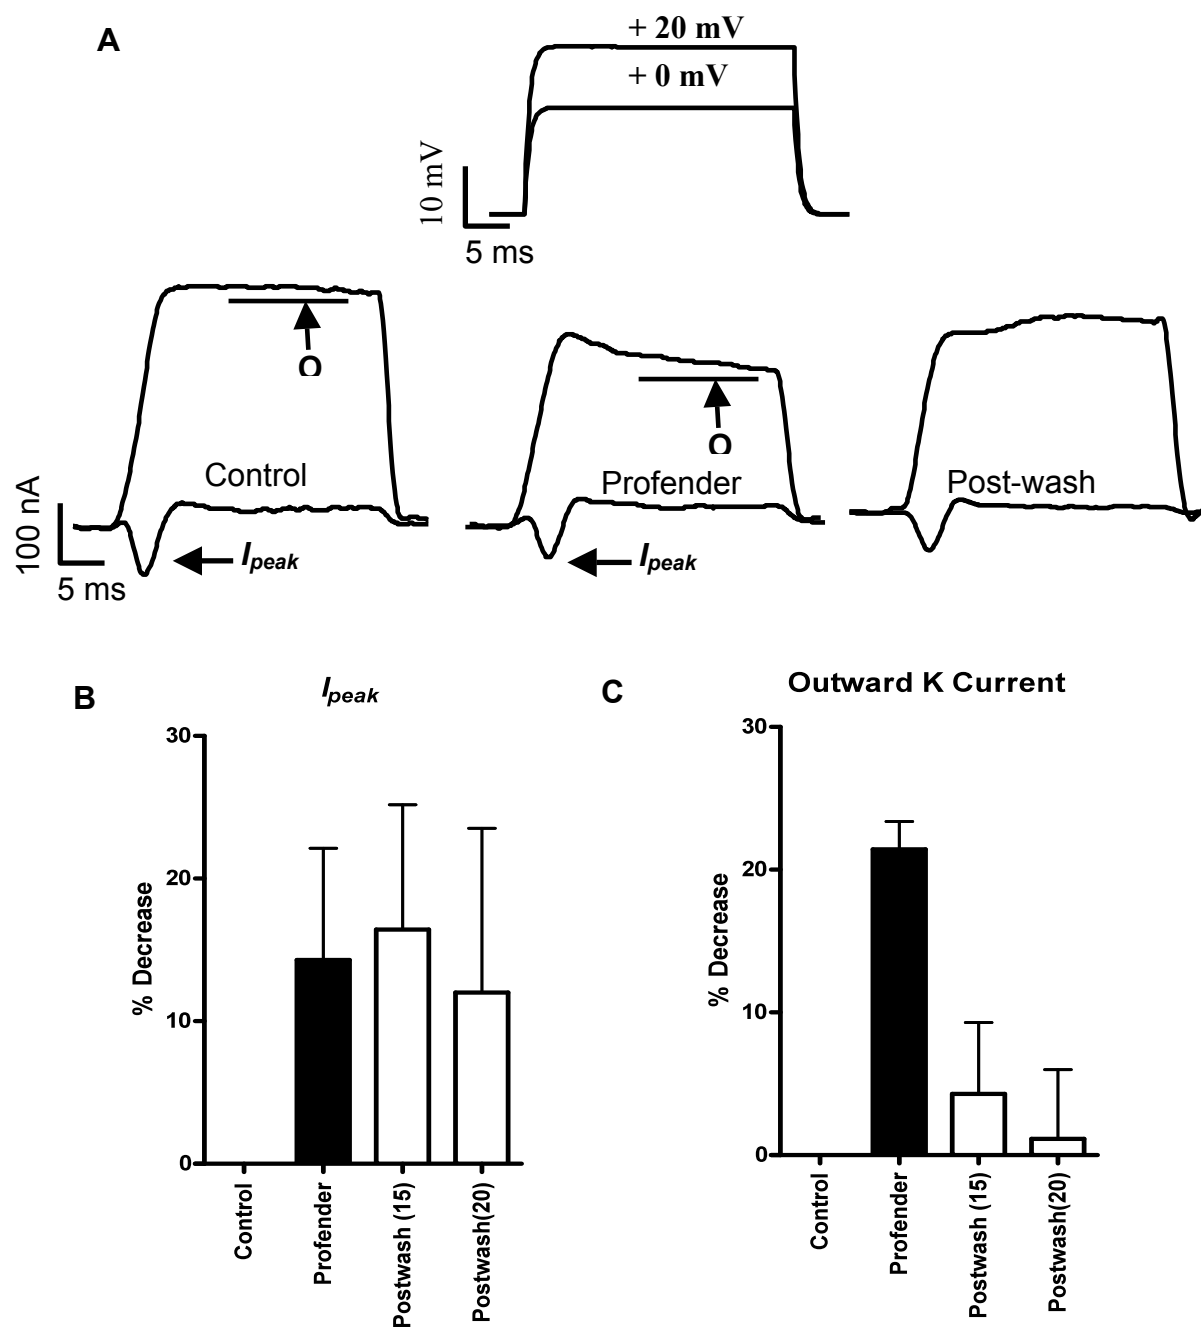 A
+ 20 mV
+ 0 mV
10 mV
5 ms
O
O
Control
Profender
Post-wash
100 nA
5 ms
Ipeak
Ipeak
B
Ipeak
% Decrease
30
20
10
0
Control
Profender
Postwash (15)
Postwash(20)
C
Outward K Current
% Decrease
30
20
10
0
Control
Profender
Postwash (15)
Postwash(20)